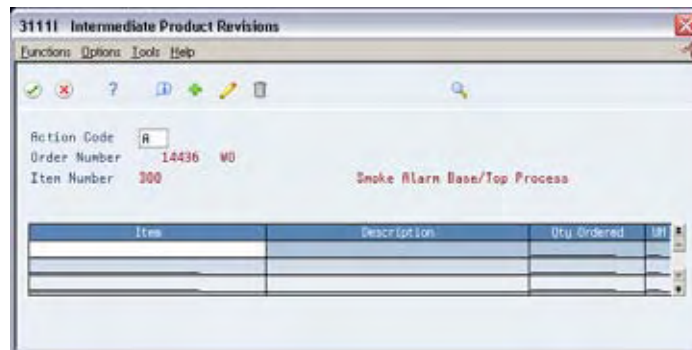 31111 Intermediate Product Revisions
Functions Options Tools Help
Action Code A
Order Number 14436 WO
Item Number 300 Smoke Alarm Base/Top Process
Item Description Qty Ordered UM